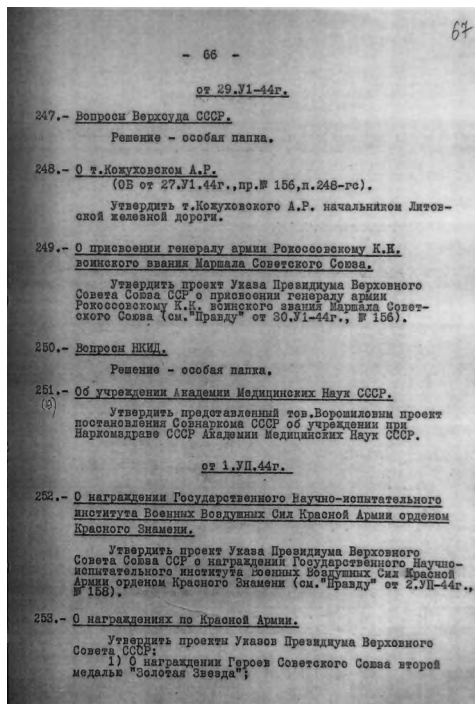 67
- 66 -
от 29.У1-44г.
247.- Вопросы Верхсуда СССР.
Решение - особая папка.
248.- О т.Кожуховском А.Р.
(ОБ от 27.У1.44г.,пр.№ 156,п.248-гс).
Утвердить т.Кожуховского А.Р. начальником Литов-
ской железной дороги.
249.- О присвоении генералу армии Рокоссовскому К.К.
воинского звания Маршала Советского Союза.
Утвердить проект Указа Президиума Верховного
Совета Союза ССР о присвоении генералу армии
Рокоссовскому К.К. воинского звания Маршала Совет-
ского Союза (см."Правду" от 30.У1-44г., № 156).
250.- Вопросы НКИД.
Решение - особая папка.
251.- Об учреждении Академии Медицинских Наук СССР.
Утвердить представленный тов.Ворошиловым проект
постановления Совнаркома СССР об учреждении при
Наркомздраве СССР Академии Медицинских Наук СССР.
от 1.УП.44г.
252.- О награждении Государственного Научно-испытательного
института Военных Воздушных Сил Красной Армии орденом
Красного Знамени.
Утвердить проект Указа Президиума Верховного
Совета Союза ССР о награждении Государственного Научно-
испытательного института Военных Воздушных Сил Красной
Армии орденом Красного Знамени (см."Правду" от 2.УП-44г.,
№ 158).
253.- О награждениях по Красной Армии.
Утвердить проекты Указов Президиума Верховного
Совета СССР:
1) О награждении Героев Советского Союза второй
медалью "Золотая Звезда";